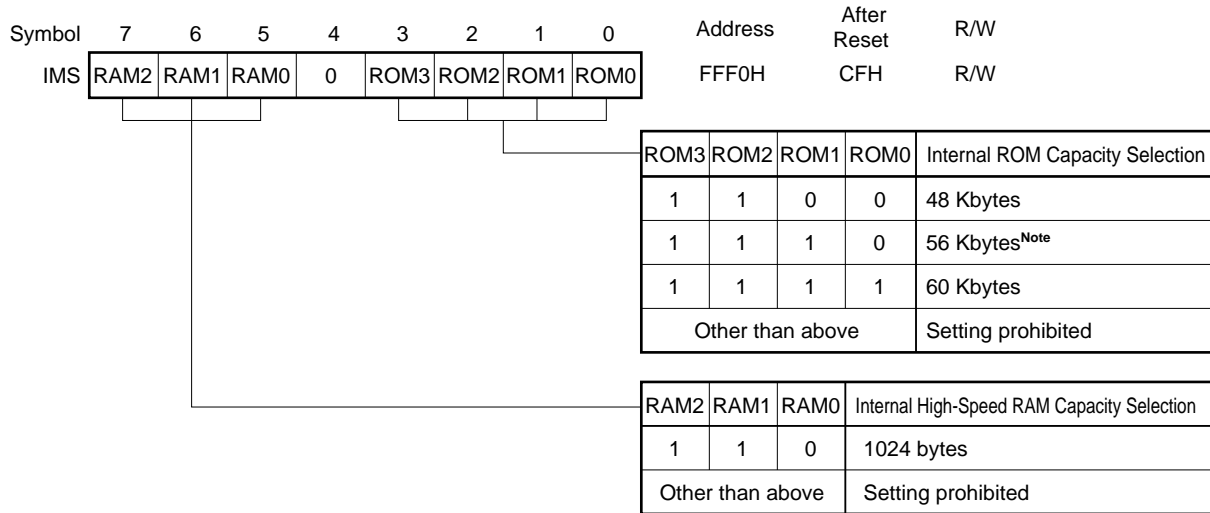 Symbol 7 6 5 4 3 2 1 0 Address After Reset R/W
IMS RAM2 RAM1 RAM0 0 ROM3 ROM2 ROM1 ROM0 FFF0H CFH R/W
ROM3 ROM2 ROM1 ROM0 Internal ROM Capacity Selection
1 1 0 0 48 Kbytes
1 1 1 0 56 KbytesNote
1 1 1 1 60 Kbytes
Other than above Setting prohibited
RAM2 RAM1 RAM0 Internal High-Speed RAM Capacity Selection
1 1 0 1024 bytes
Other than above Setting prohibited